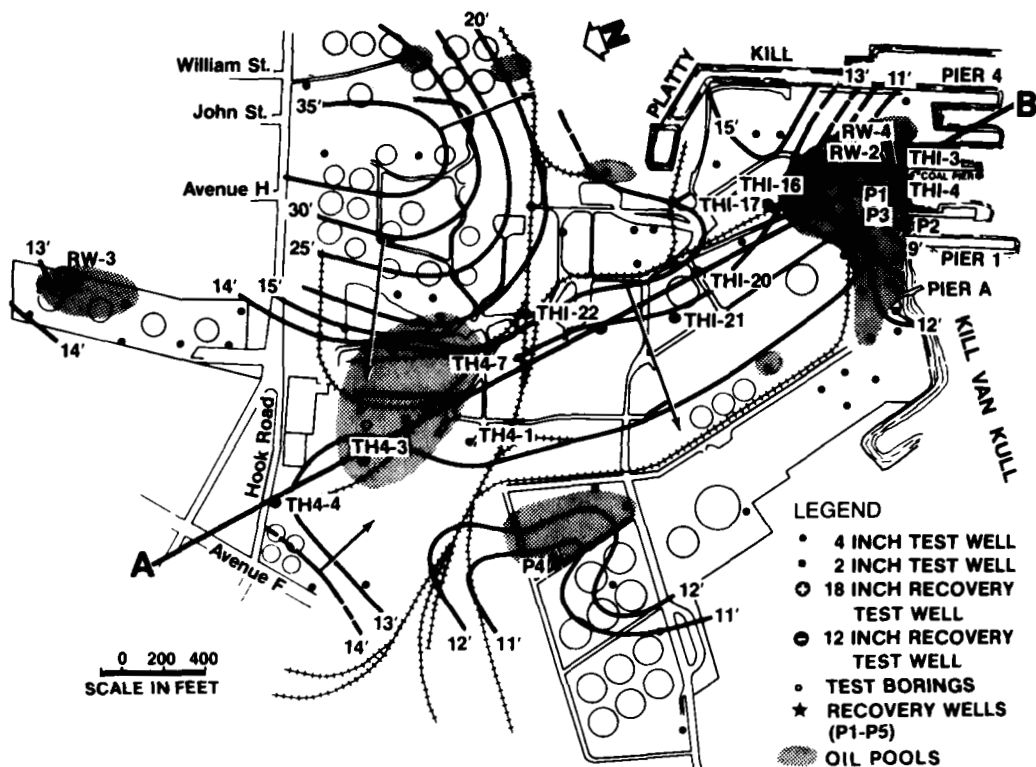 20'
N
KILL
William St.
PLATTY
13'
11'
PIER 4
35'
B
John St.
15'
RW-4
RW-2
THI-3
COAL PIER
Avenue H
THI-16
THI-4
THI-17
P1
P3
P2
30'
25'
9'
PIER 1
13'
RW-3
THI-20
14'
15'
PIER A
THI-22
THI-21
12'
14'
TH4-7
KILL VAN KULL
Hook Road
TH4-1
TH4-3
TH4-4
A
Avenue F
P4
12'
13'
11'
14'
12'
11'
0 200 400
SCALE IN FEET
LEGEND
4 INCH TEST WELL
2 INCH TEST WELL
18 INCH RECOVERY
TEST WELL
12 INCH RECOVERY
TEST WELL
TEST BORINGS
RECOVERY WELLS
(P1-P5)
OIL POOLS